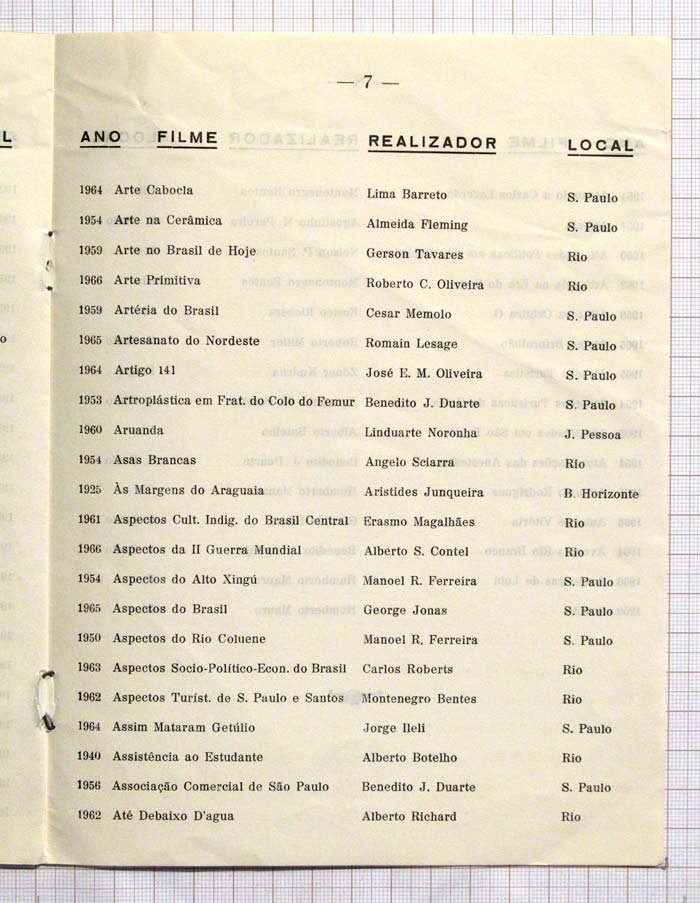 L
o
— 7 —
ANO FILME REALIZADOR LOCAL
1964 Arte Cabocla Lima Barreto S. Paulo
1954 Arte na Cerâmica Almeida Fleming S. Paulo
1959 Arte no Brasil de Hoje Gerson Tavares Rio
1966 Arte Primitiva Roberto C. Oliveira Rio
1959 Artéria do Brasil Cesar Memolo S. Paulo
1965 Artesanato do Nordeste Romain Lesage S. Paulo
1964 Artigo 141 José E. M. Oliveira S. Paulo
1953 Artroplástica em Frat. do Colo do Femur Benedito J. Duarte S. Paulo
1960 Aruanda Linduarte Noronha J. Pessoa
1954 Asas Brancas Angelo Sciarra Rio
1925 Às Margens do Araguaia Aristides Junqueira B. Horizonte
1961 Aspectos Cult. Indig. do Brasil Central Erasmo Magalhães Rio
1966 Aspectos da II Guerra Mundial Alberto S. Contel Rio
1954 Aspectos do Alto Xingú Manoel R. Ferreira S. Paulo
1965 Aspectos do Brasil George Jonas S. Paulo
1950 Aspectos do Rio Coluene Manoel R. Ferreira S. Paulo
1963 Aspectos Socio-Político-Econ. do Brasil Carlos Roberts Rio
1962 Aspectos Turíst. de S. Paulo e Santos Montenegro Bentes Rio
1964 Assim Mataram Getúlio Jorge Ileli S. Paulo
1940 Assistência ao Estudante Alberto Botelho Rio
1956 Associação Comercial de São Paulo Benedito J. Duarte S. Paulo
1962 Até Debaixo D'agua Alberto Richard Rio